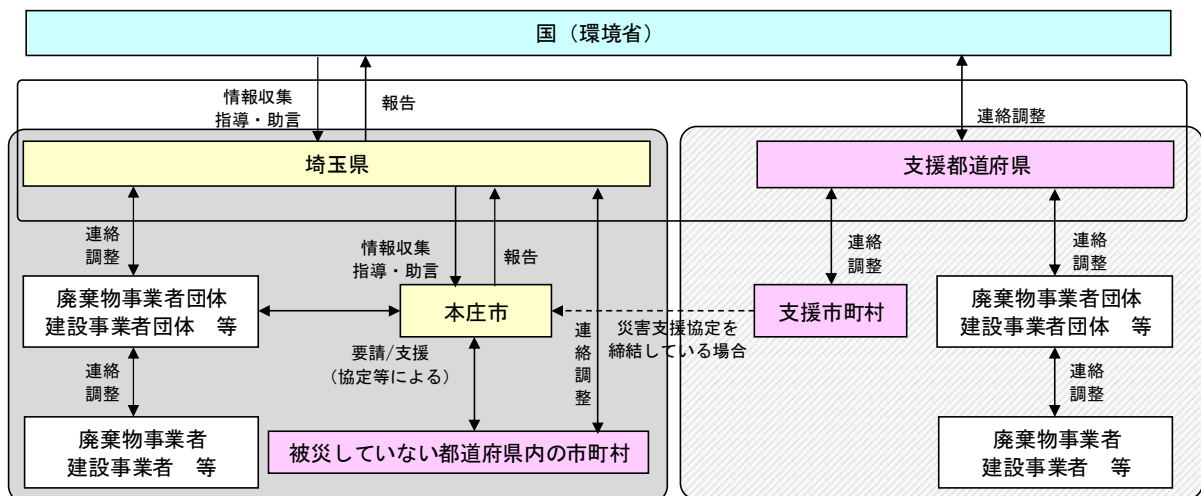 国（環境省）
情報収集
指導・助言
報告
連絡調整
埼玉県
支援都道府県
連絡
調整
情報収集
指導・助言
報告
連絡
調整
連絡
調整
廃棄物事業者団体
建設事業者団体　等
本庄市
支援市町村
廃棄物事業者団体
建設事業者団体　等
災害支援協定を
締結している場合
要請/支援
（協定等による）
連絡調整
連絡
調整
連絡
調整
廃棄物事業者
建設事業者　等
被災していない都道府県内の市町村
廃棄物事業者
建設事業者　等